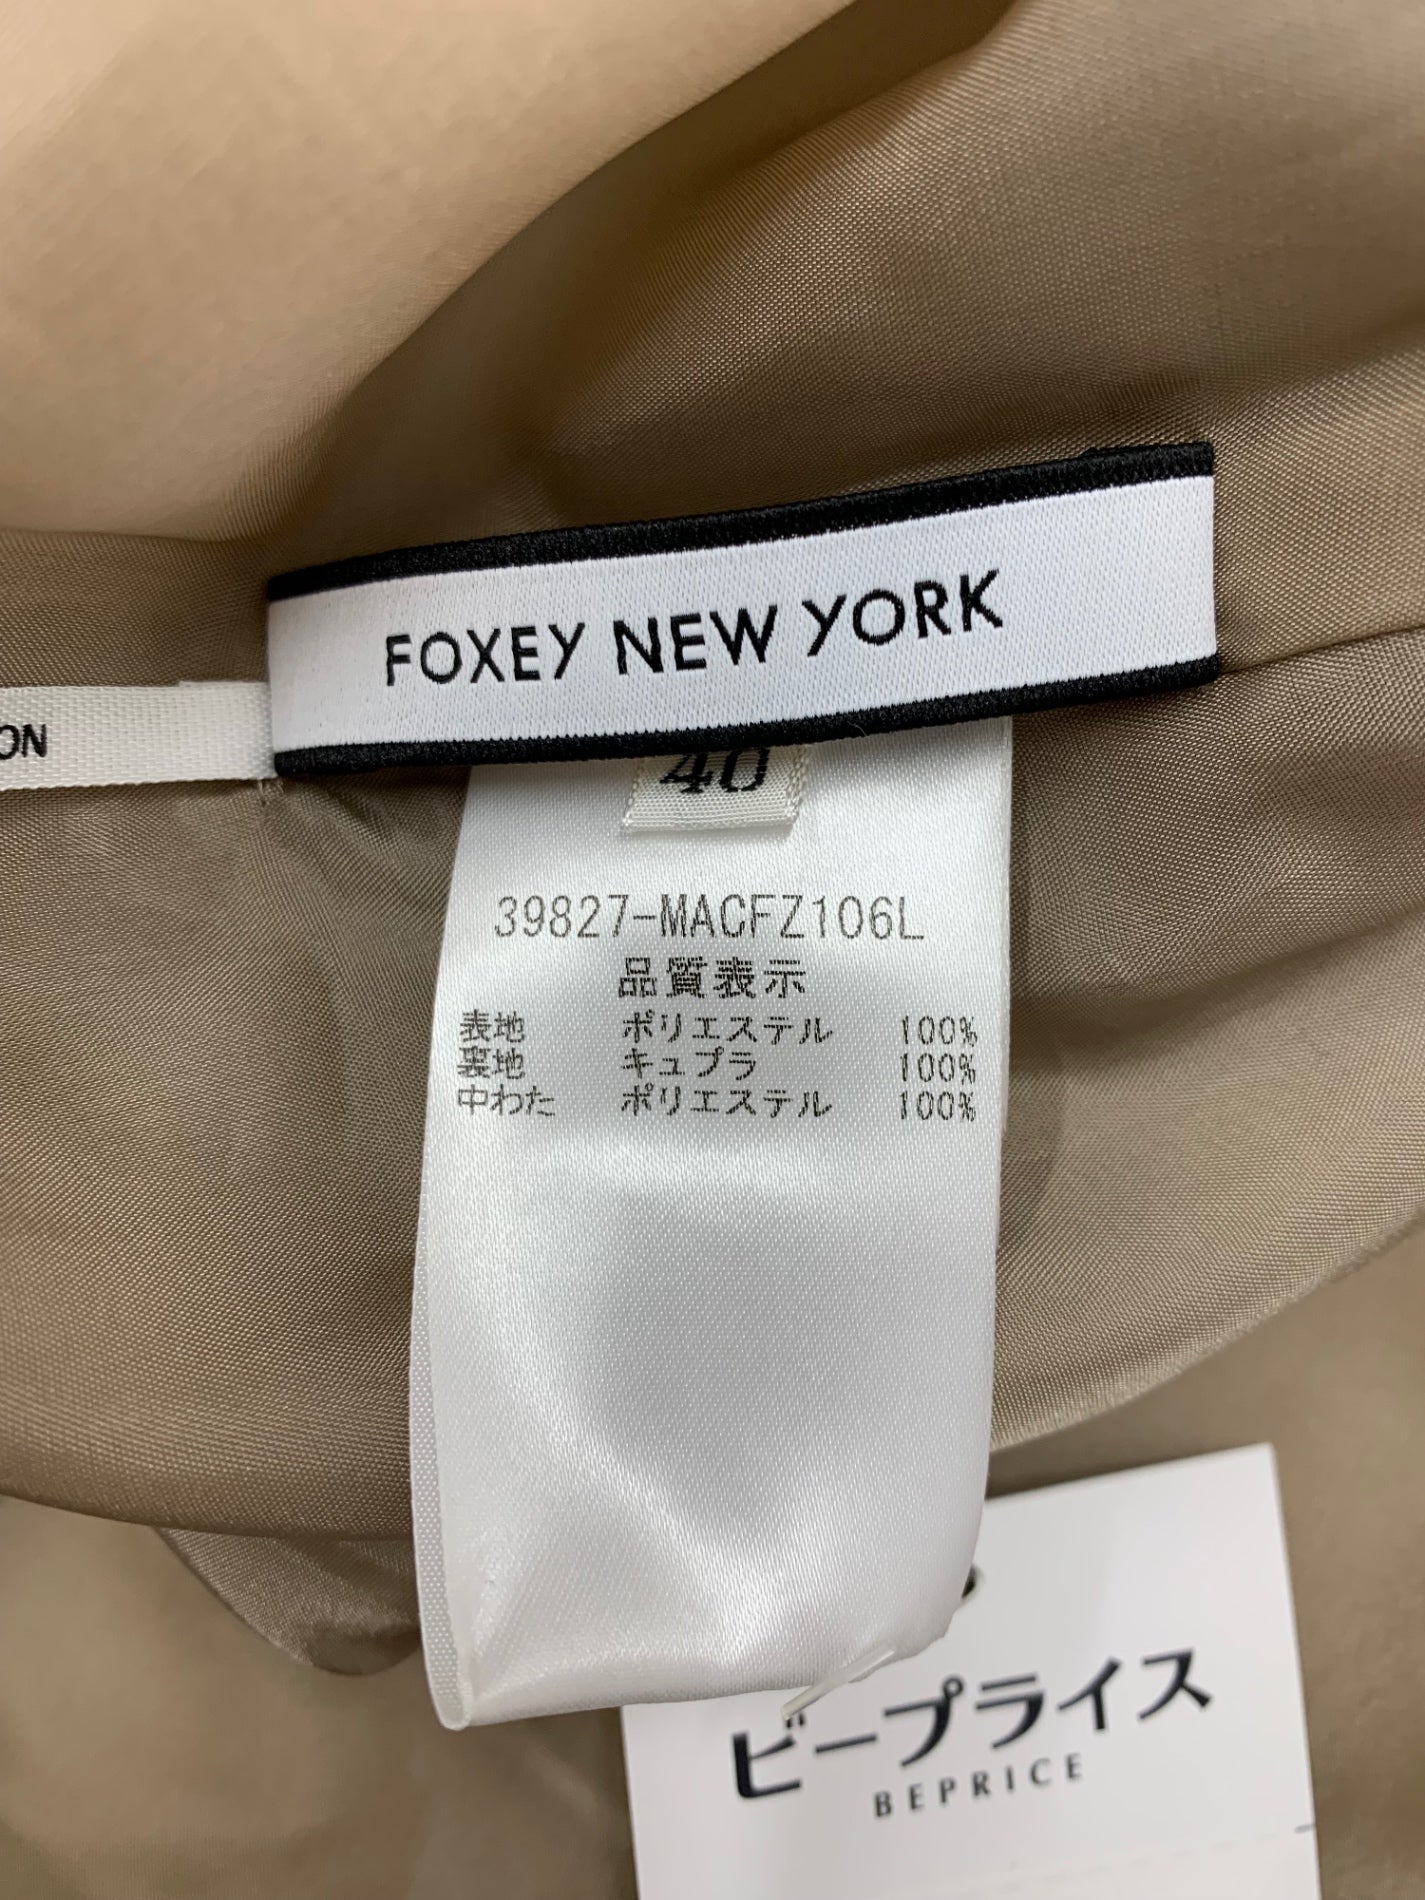 FOXEY NEW YORK
ON
40
39827-MACFZ106L
品質表示
表地 ポリエステル 100%
裏地 キュプラ 100%
中わた ポリエステル 100%
ビープライス
BEPRICE